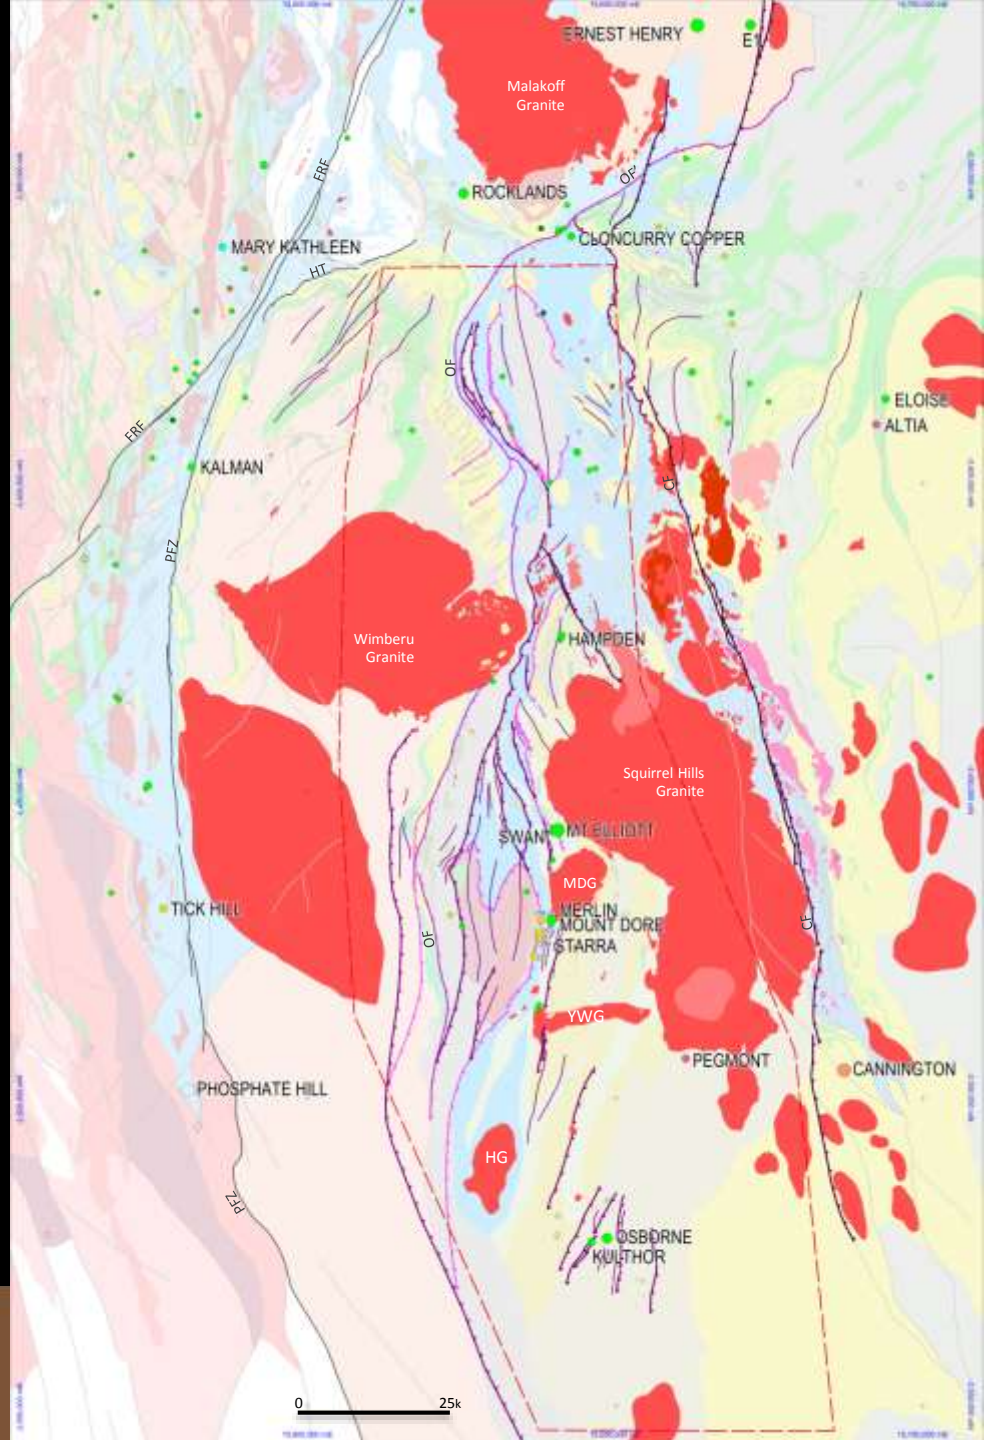 ERNEST HENRY
E1
Malakoff
Granite
FRF
OF'
ROCKLANDS
CLONCURRY COPPER
MARY KATHLEEN
HT
OF
ELOISE
ALTIA
FRF
KALMAN
CF
PFZ
HAMPDEN
Wimberu
Granite
Squirrel Hills
Granite
SWAN
MT ELLIOTT
MDG
TICK HILL
MERLIN
MOUNT DORE
STARRA
OF
CF
YWG
PEGMONT
CANNINGTON
PHOSPHATE HILL
HG
PFZ
OSBORNE
KULTHOR
0
25k